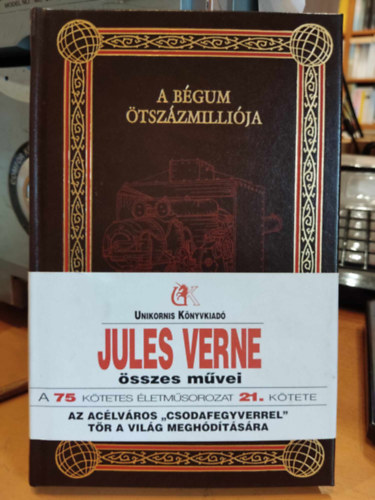 A BÉGUM
ÖTSZÁZMILLIÓJA
UNIKORNIS KÖNYVKIADÓ
JULES VERNE
összes művei
A 75 KÖTETES ÉLETMŰSOROZAT 21. KÖTETE
AZ ACÉLVÁROS „CSODAFEGYVERREL"
TÖR A VILÁG MEGHÓDÍTÁSÁRA